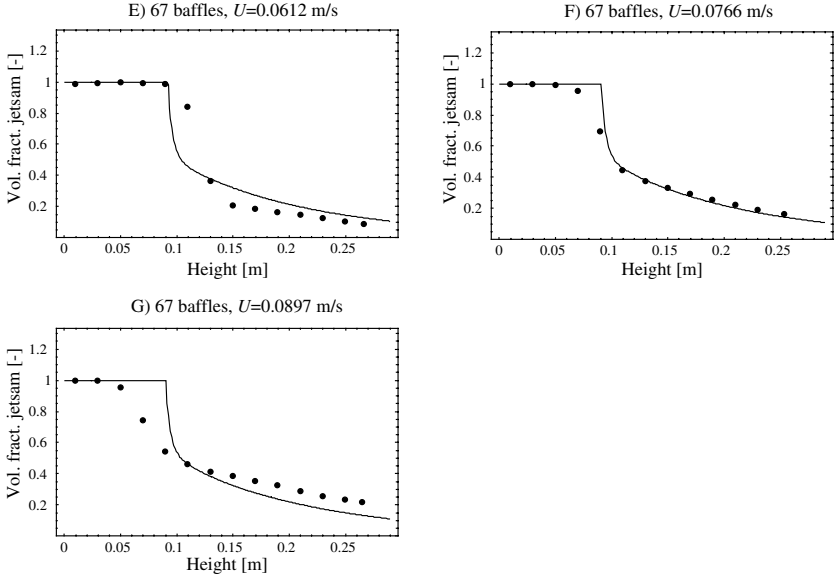 E) 67 baffles, U=0.0612 m/s
Vol. fract. jetsam [-]
1.2
1
0.8
0.6
0.4
0.2
0 0.05 0.1 0.15 0.2 0.25
Height [m]
F) 67 baffles, U=0.0766 m/s
Vol. fract. jetsam [-]
1.2
1
0.8
0.6
0.4
0.2
0 0.05 0.1 0.15 0.2 0.25
Height [m]
G) 67 baffles, U=0.0897 m/s
Vol. fract. jetsam [-]
1.2
1
0.8
0.6
0.4
0.2
0 0.05 0.1 0.15 0.2 0.25
Height [m]